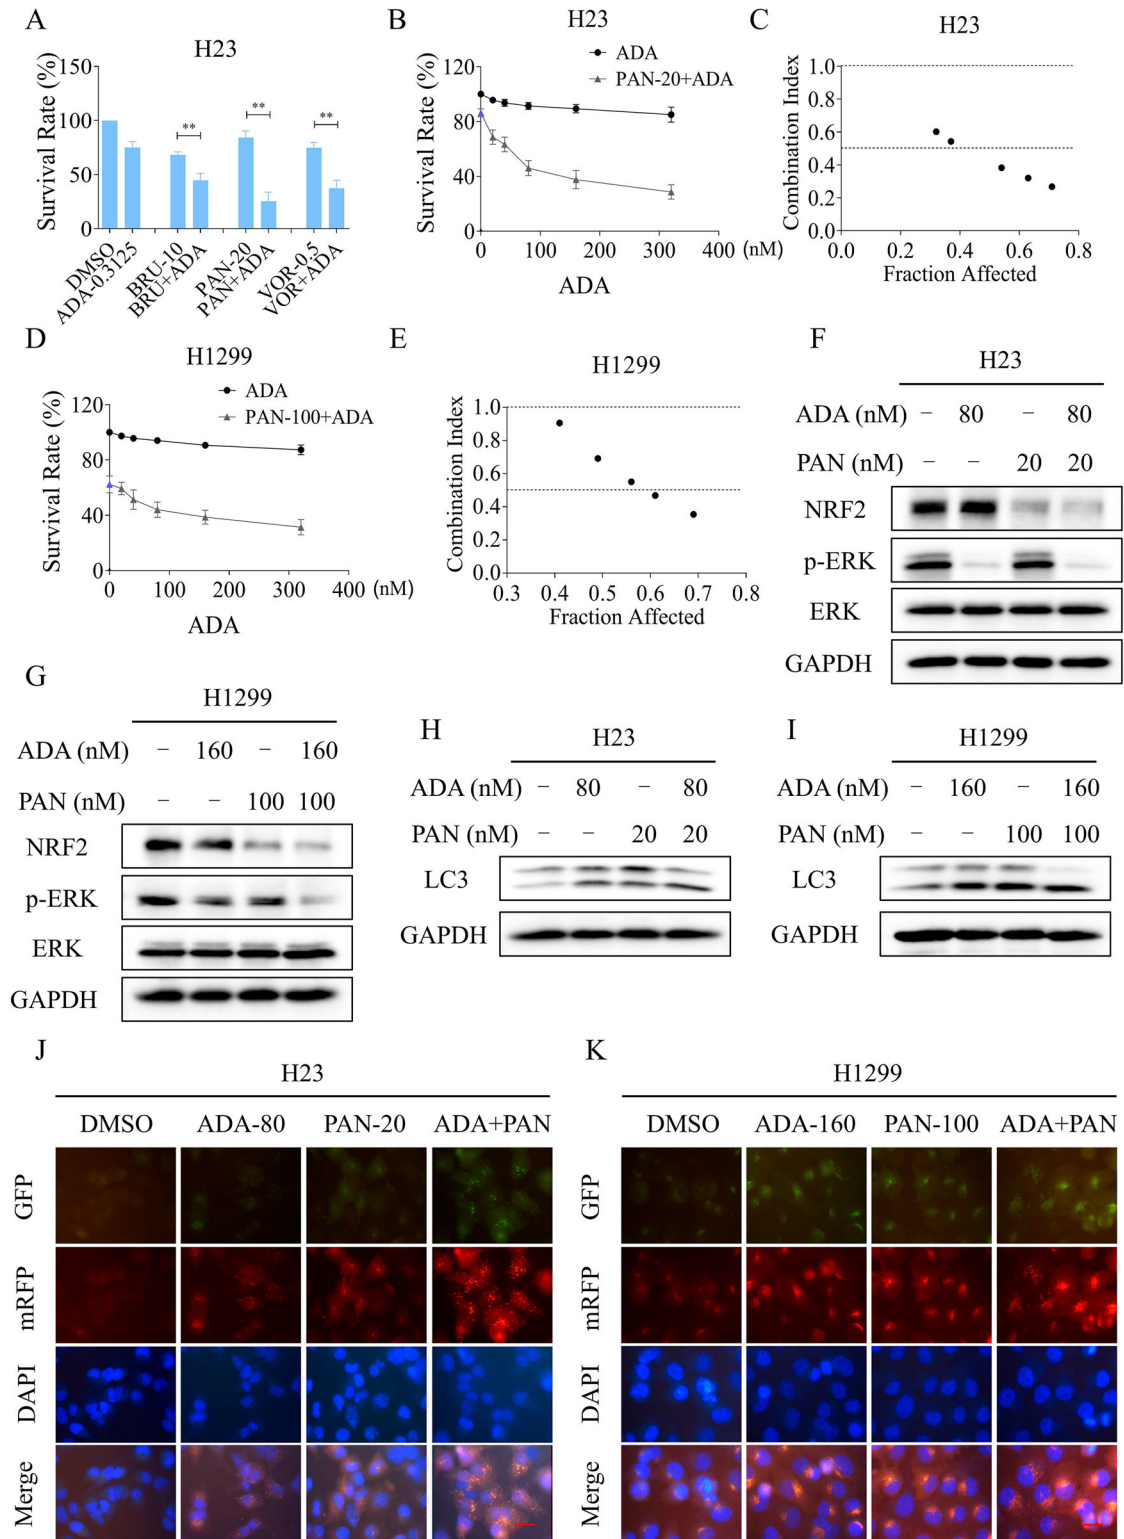 A
H23
Survival Rate (%)
150
100
50
0
**
**
**
DMSO
ADA-0.3125
BRU-10
BRU+ADA
PAN-20
PAN+ADA
VOR-0.5
VOR+ADA
B
H23
ADA
PAN-20+ADA
Survival Rate (%)
120
80
40
0
0
100
200
300
400
(nM)
ADA
C
H23
Combination Index
1.0
0.6
0.5
0.4
0.2
0.0
0.0
0.2
0.4
0.6
0.8
Fraction Affected
D
H1299
ADA
PAN-100+ADA
Survival Rate (%)
120
80
40
0
0
100
200
300
400 (nM)
ADA
E
H1299
Combination Index
1.0
0.8
0.6
0.4
0.2
0.0
0.3
0.4
0.5
0.6
0.7
0.8
Fraction Affected
F
H23
ADA (nM) – 80 – 80
PAN (nM) – – 20 20
NRF2
p-ERK
ERK
GAPDH
G
H1299
ADA (nM) – 160 – 160
PAN (nM) – – 100 100
NRF2
p-ERK
ERK
GAPDH
H
H23
ADA (nM) – 80 – 80
PAN (nM) – – 20 20
LC3
GAPDH
I
H1299
ADA (nM) – 160 – 160
PAN (nM) – – 100 100
LC3
GAPDH
J
H23
DMSO ADA-80 PAN-20 ADA+PAN
GFP
mRFP
DAPI
Merge
K
H1299
DMSO ADA-160 PAN-100 ADA+PAN
GFP
mRFP
DAPI
Merge